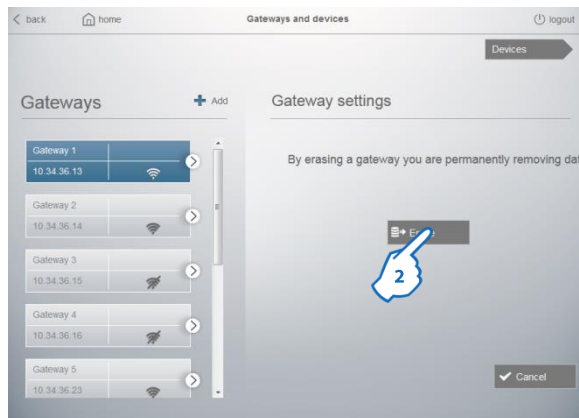 back home Gateways and devices logout
Devices
Gateways Add Gateway settings
Gateway 1
10.34.36.13
By erasing a gateway you are permanently removing dat
Gateway 2
10.34.36.14
2
Gateway 3
10.34.36.15
Gateway 4
10.34.36.16
Gateway 5
10.34.36.23
Cancel